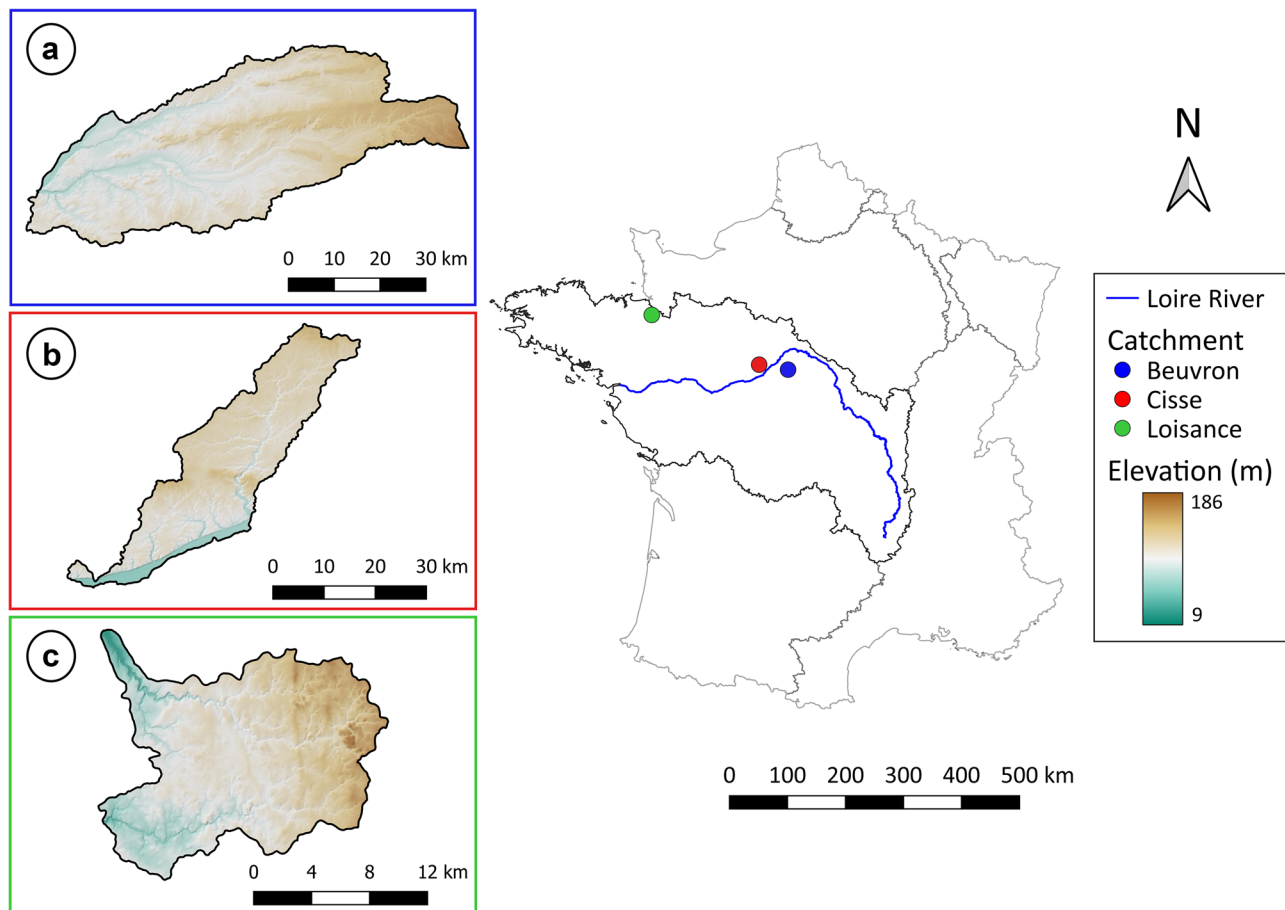 a
0 10 20 30 km
b
0 10 20 30 km
c
0 4 8 12 km
N
0 100 200 300 400 500 km
Loire River
Catchment
Beuvron
Cisse
Loisance
Elevation (m)
186
9